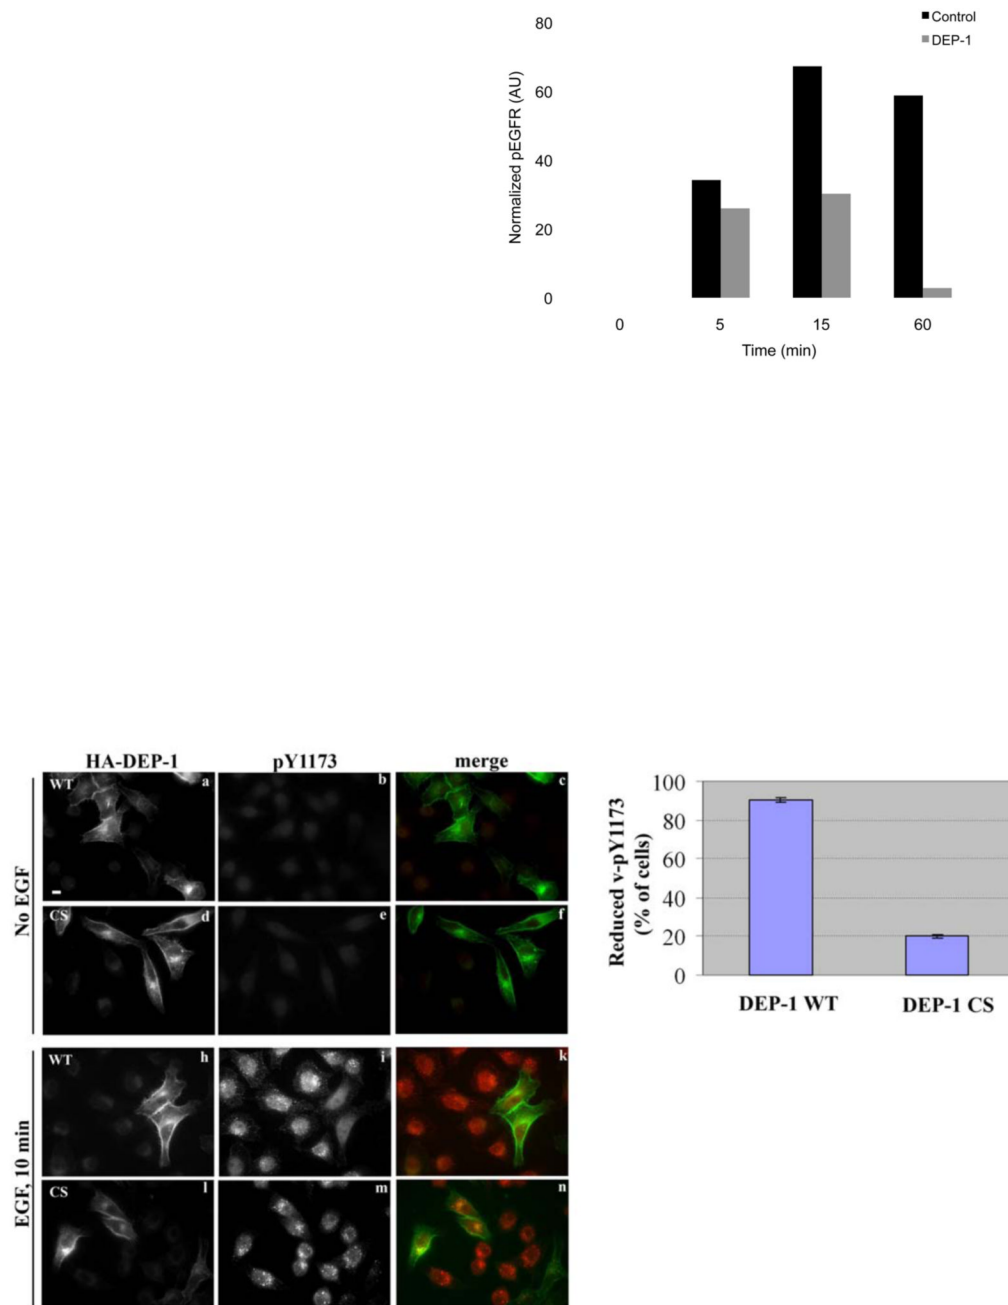 80
60
40
20
0
Normalized pEGFR (AU)
Control
DEP-1
0 5 15 60
Time (min)
HA-DEP-1 pY1173 merge
No EGF
WT a b c
CS d e f
EGF, 10 min
WT h i k
CS l m n
Reduced v-pY1173
(% of cells)
100
80
60
40
20
0
DEP-1 WT DEP-1 CS